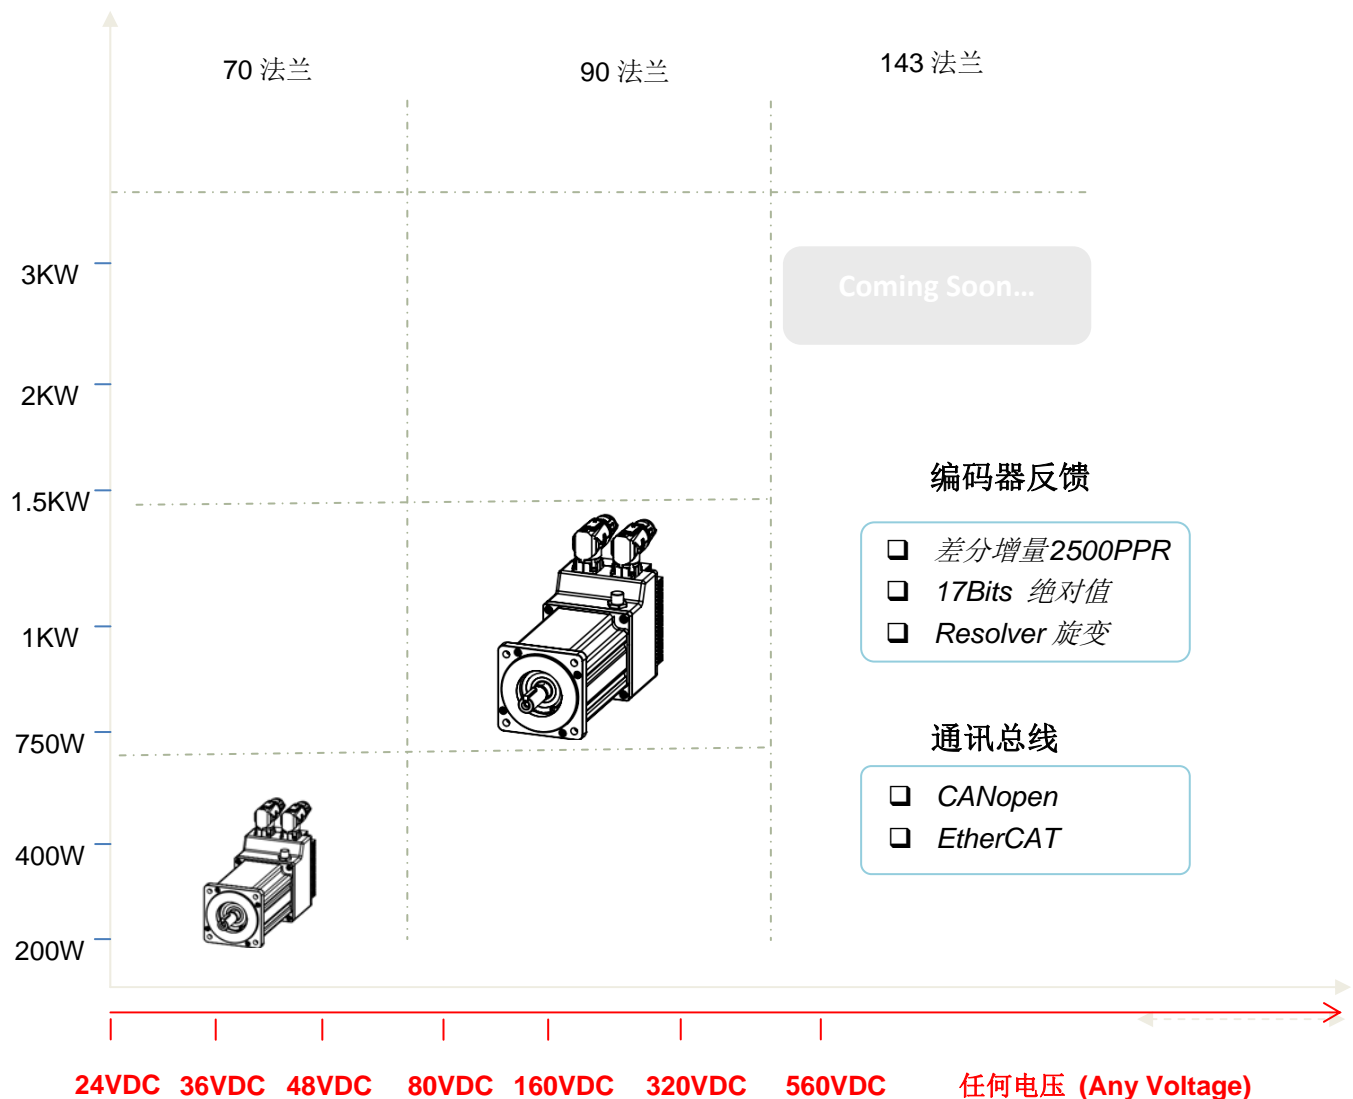 70 法兰
90 法兰
143 法兰
3KW
Coming Soon...
2KW
1.5KW
编码器反馈
❑ 差分增量2500PPR
❑ 17Bits 绝对值
❑ Resolver 旋变
1KW
750W
通讯总线
❑ CANopen
❑ EtherCAT
400W
200W
24VDC 36VDC 48VDC 80VDC 160VDC 320VDC 560VDC 任何电压 (Any Voltage)